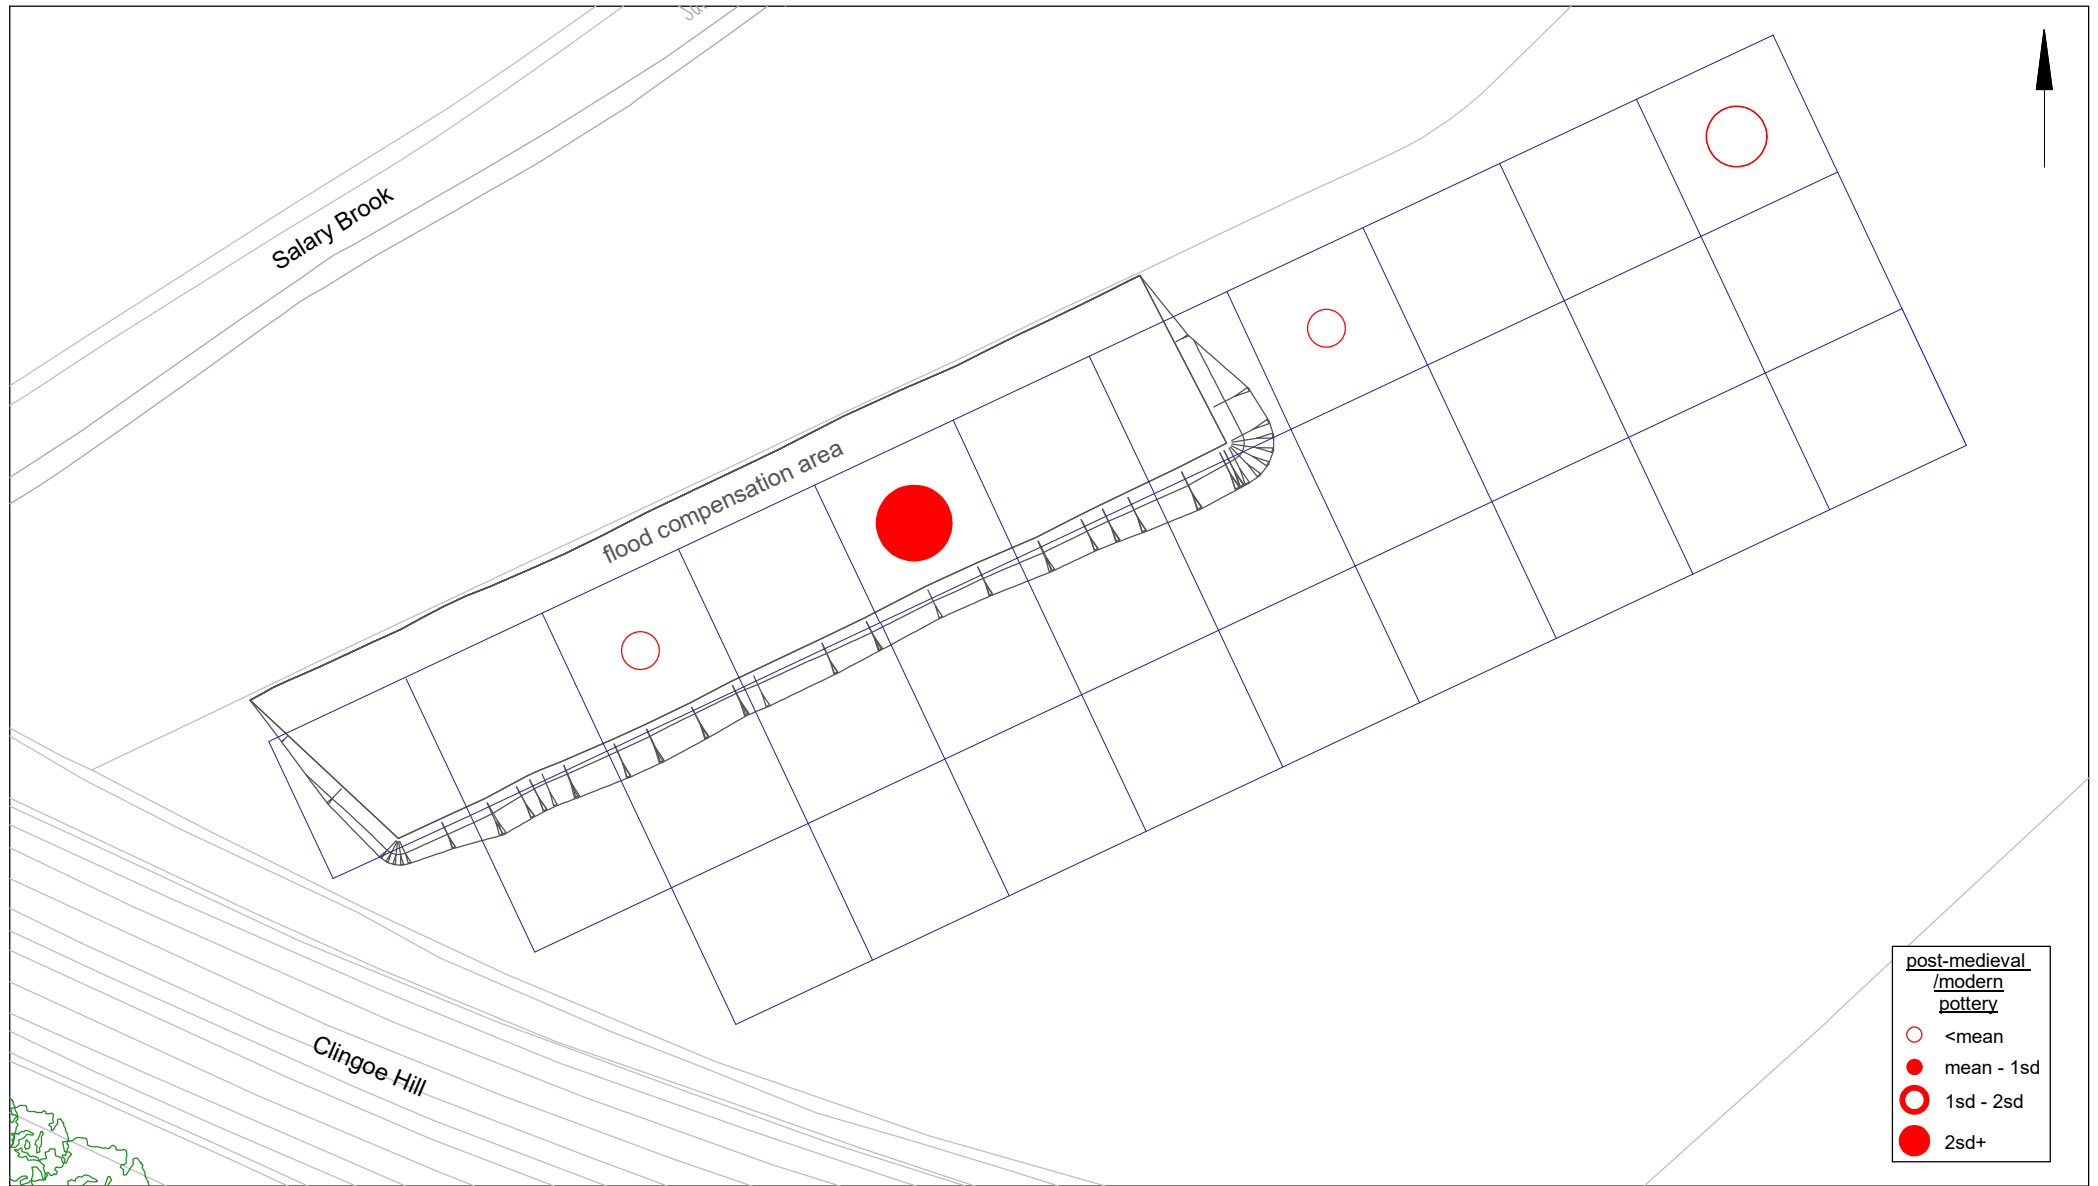 Salary Brook
flood compensation area
Clingoe Hill
post-medieval
/modern
pottery
<mean
mean - 1sd
1sd - 2sd
2sd+